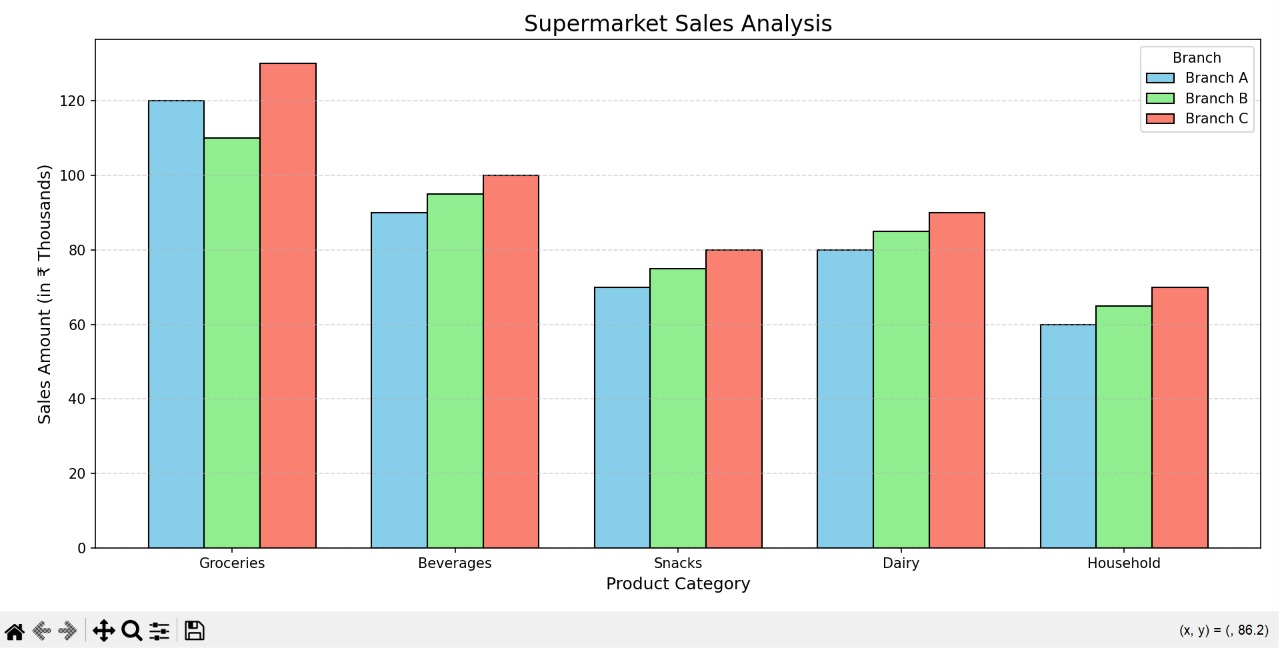 Supermarket Sales Analysis
Branch
Branch A
Branch B
Branch C
Sales Amount (in ₹ Thousands)
120
100
80
60
40
20
0
Groceries Beverages Snacks Dairy Household
Product Category
(x, y) = (, 86.2)